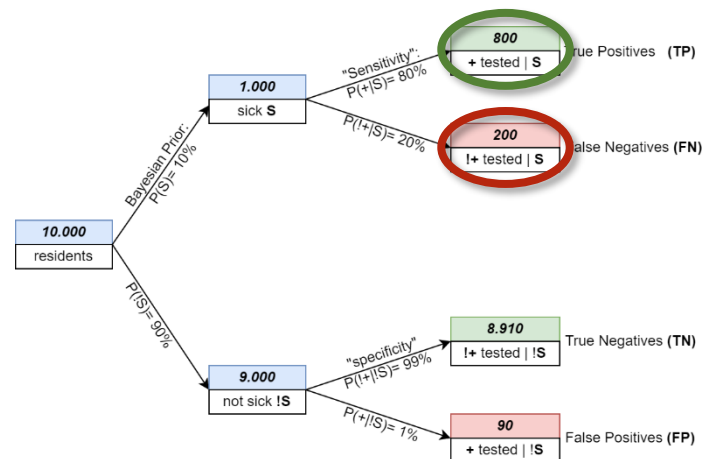 800
+ tested | S
True Positives (TP)
"Sensitivity":
P(+|S)= 80%
1.000
sick S
P(!+|S)= 20%
200
!+ tested | S
False Negatives (FN)
Bayesian Prior:
P(S)= 10%
10.000
residents
P(!S)= 90%
8.910
!+ tested | !S
True Negatives (TN)
"specificity"
P(!+|!S)= 99%
9.000
not sick !S
P(+|!S)= 1%
90
+ tested | !S
False Positives (FP)